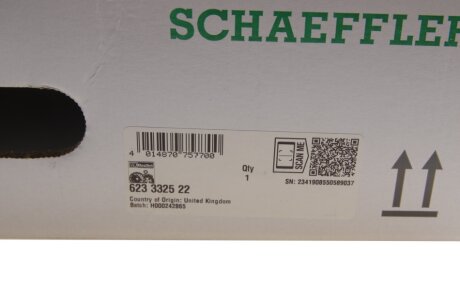 SCHAEFFLER
4 014870 757700
Qty
1
SCAN ME
SN: 2341908550589037
623 3325 22
Country of Origin: United Kingdom
Batch: H000242865